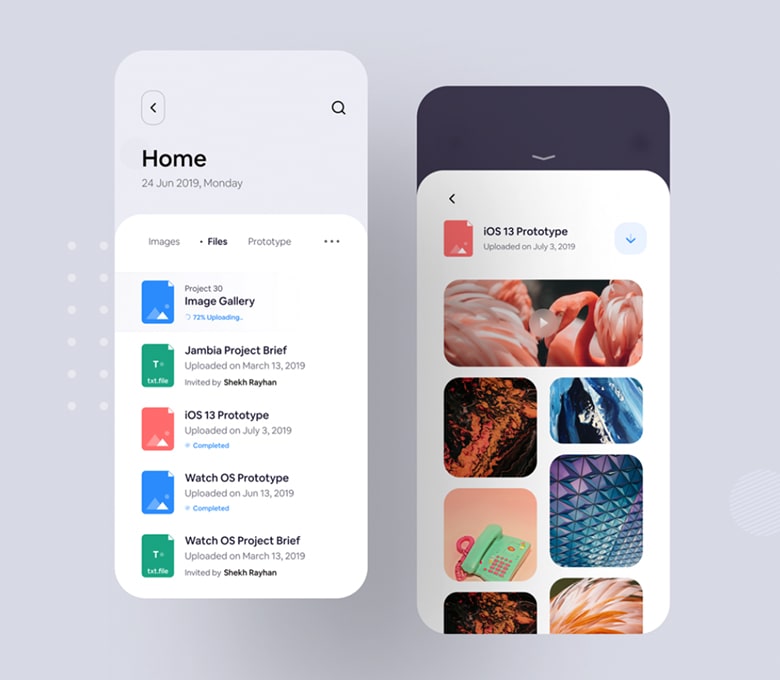 Home
24 Jun 2019, Monday
Images
• Files
Prototype
Project 30
Image Gallery
72% Uploading..
Jambia Project Brief
Uploaded on March 13, 2019
Invited by Shekh Rayhan
T
txt.file
iOS 13 Prototype
Uploaded on July 3, 2019
Completed
Watch OS Prototype
Uploaded on Jun 13, 2019
Completed
Watch OS Project Brief
Uploaded on March 13, 2019
Invited by Shekh Rayhan
T
txt.file
iOS 13 Prototype
Uploaded on July 3, 2019